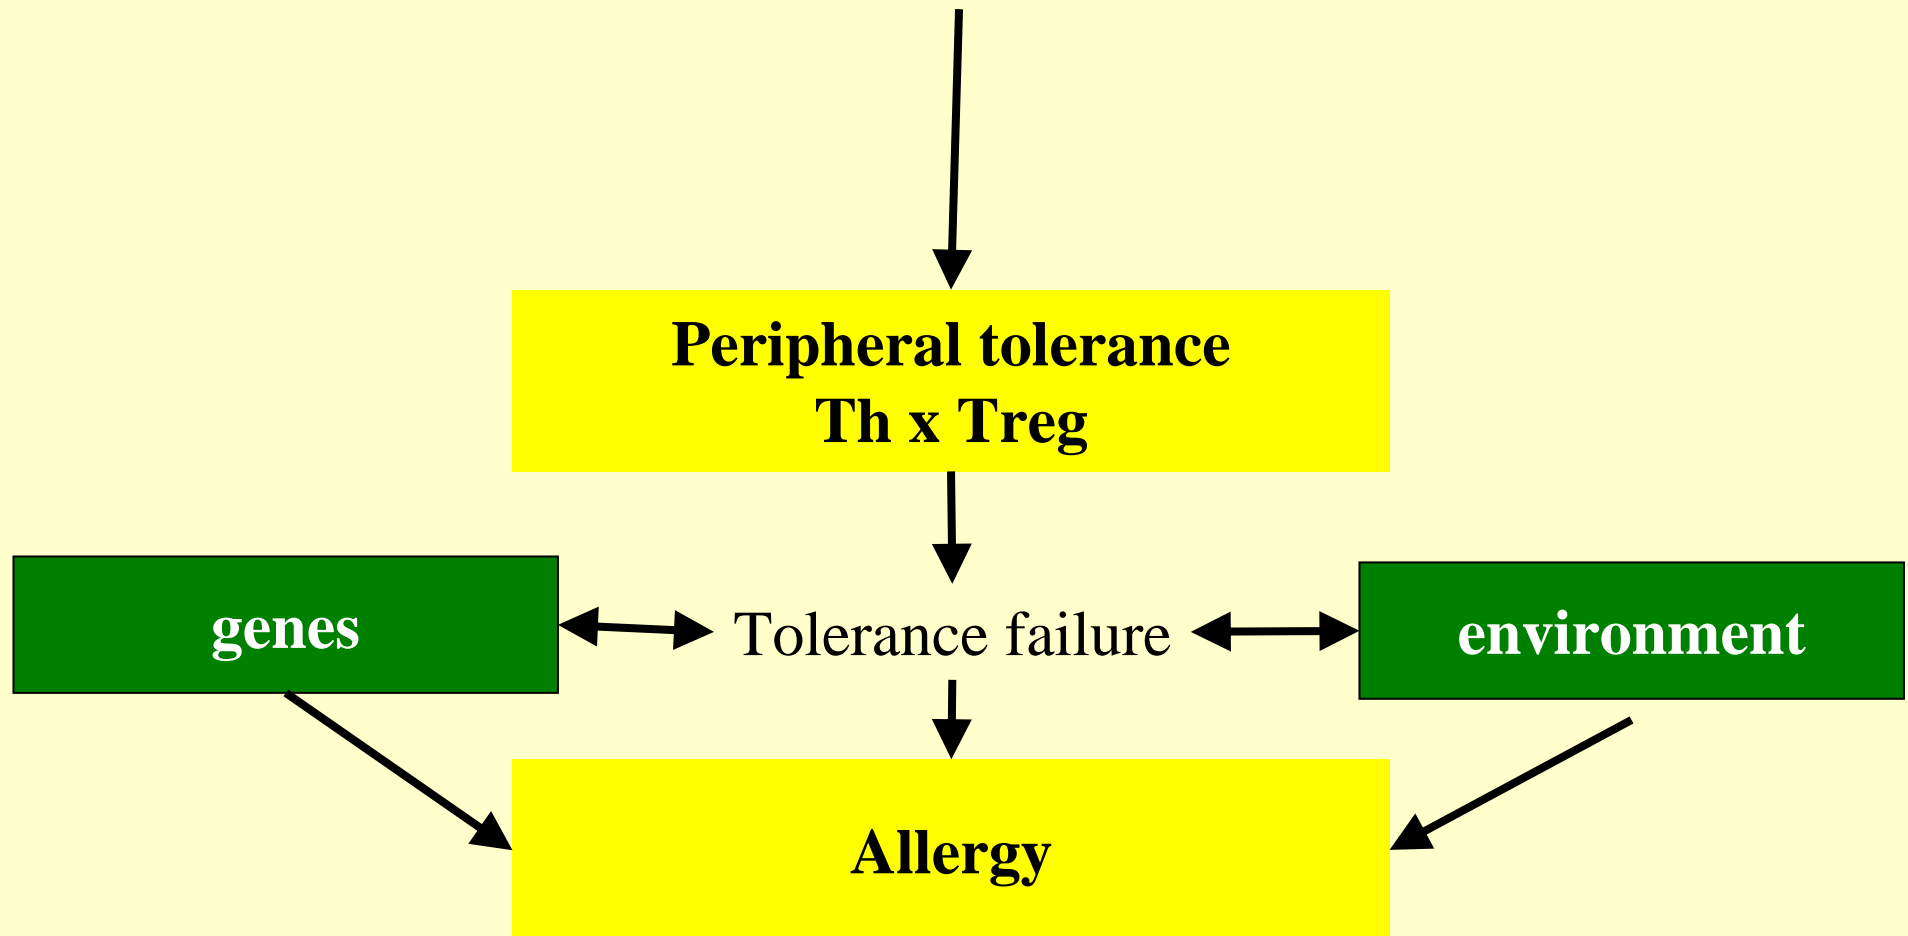 Peripheral tolerance
Th x Treg
genes
Tolerance failure
environment
Allergy